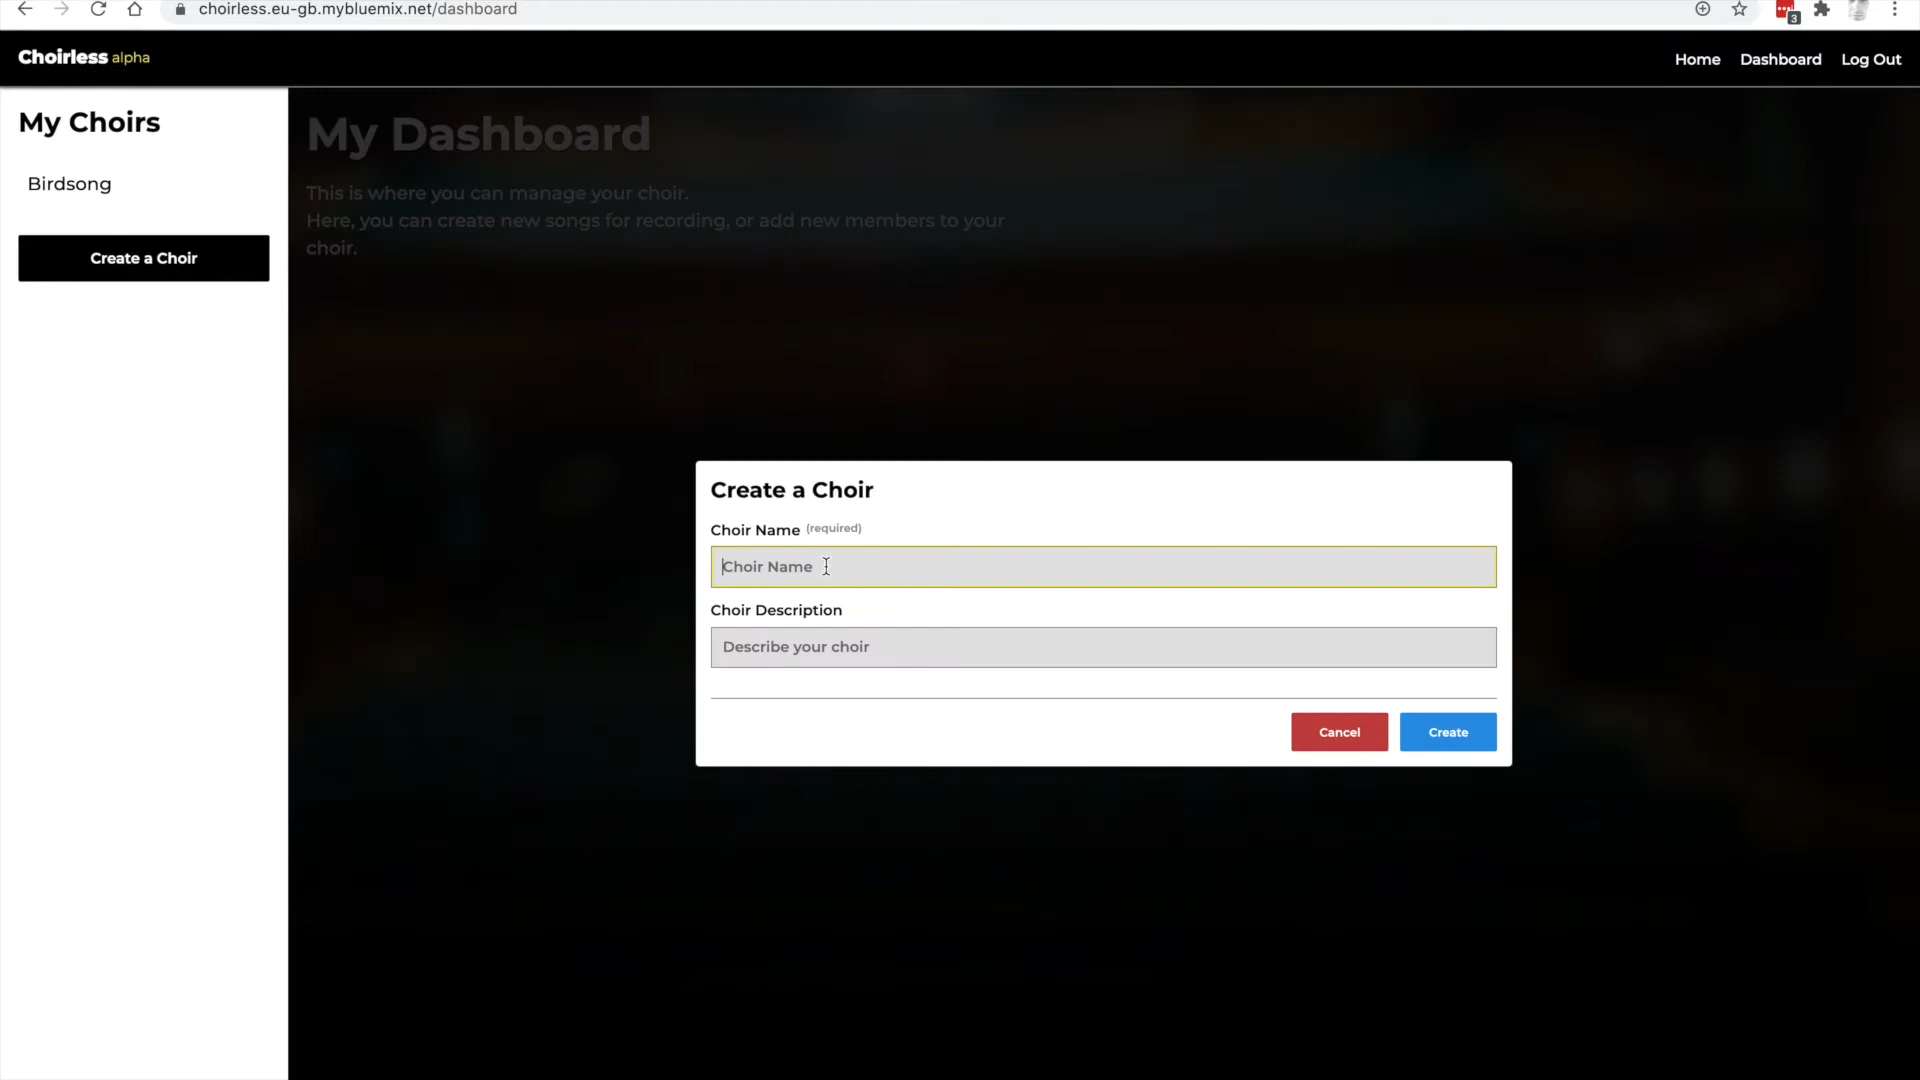 choirless.eu-gb.mybluemix.net/dashboard
3
Choirless alpha
Home Dashboard Log Out
My Choirs
Birdsong
Create a Choir
My Dashboard
This is where you can manage your choir.
Here, you can create new songs for recording, or add new members to your
choir.
Create a Choir
Choir Name (required)
Choir Name
Choir Description
Describe your choir
Cancel Create